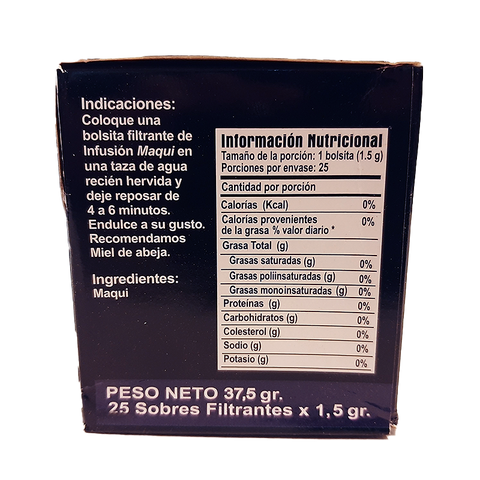 Indicaciones:
Coloque una
bolsita filtrante de
Infusión Maqui en
una taza de agua
recién hervida y
deje reposar de
4 a 6 minutos.
Endulce a su gusto.
Recomendamos
Miel de abeja.
Ingredientes:
Maqui
Información Nutricional
Tamaño de la porción: 1 bolsita (1.5 g)
Porciones por envase: 25
Cantidad por porción
Calorías (Kcal) 0%
Calorías provenientes 0%
de la grasa % valor diario *
Grasa Total (g)
Grasas saturadas (g) 0%
Grasas poliinsaturadas (g) 0%
Grasas monoinsaturadas (g) 0%
Proteínas (g) 0%
Carbohidratos (g) 0%
Colesterol (g) 0%
Sodio (g) 0%
Potasio (g) 0%
PESO NETO 37,5 gr.
25 Sobres Filtrantes x 1,5 gr.